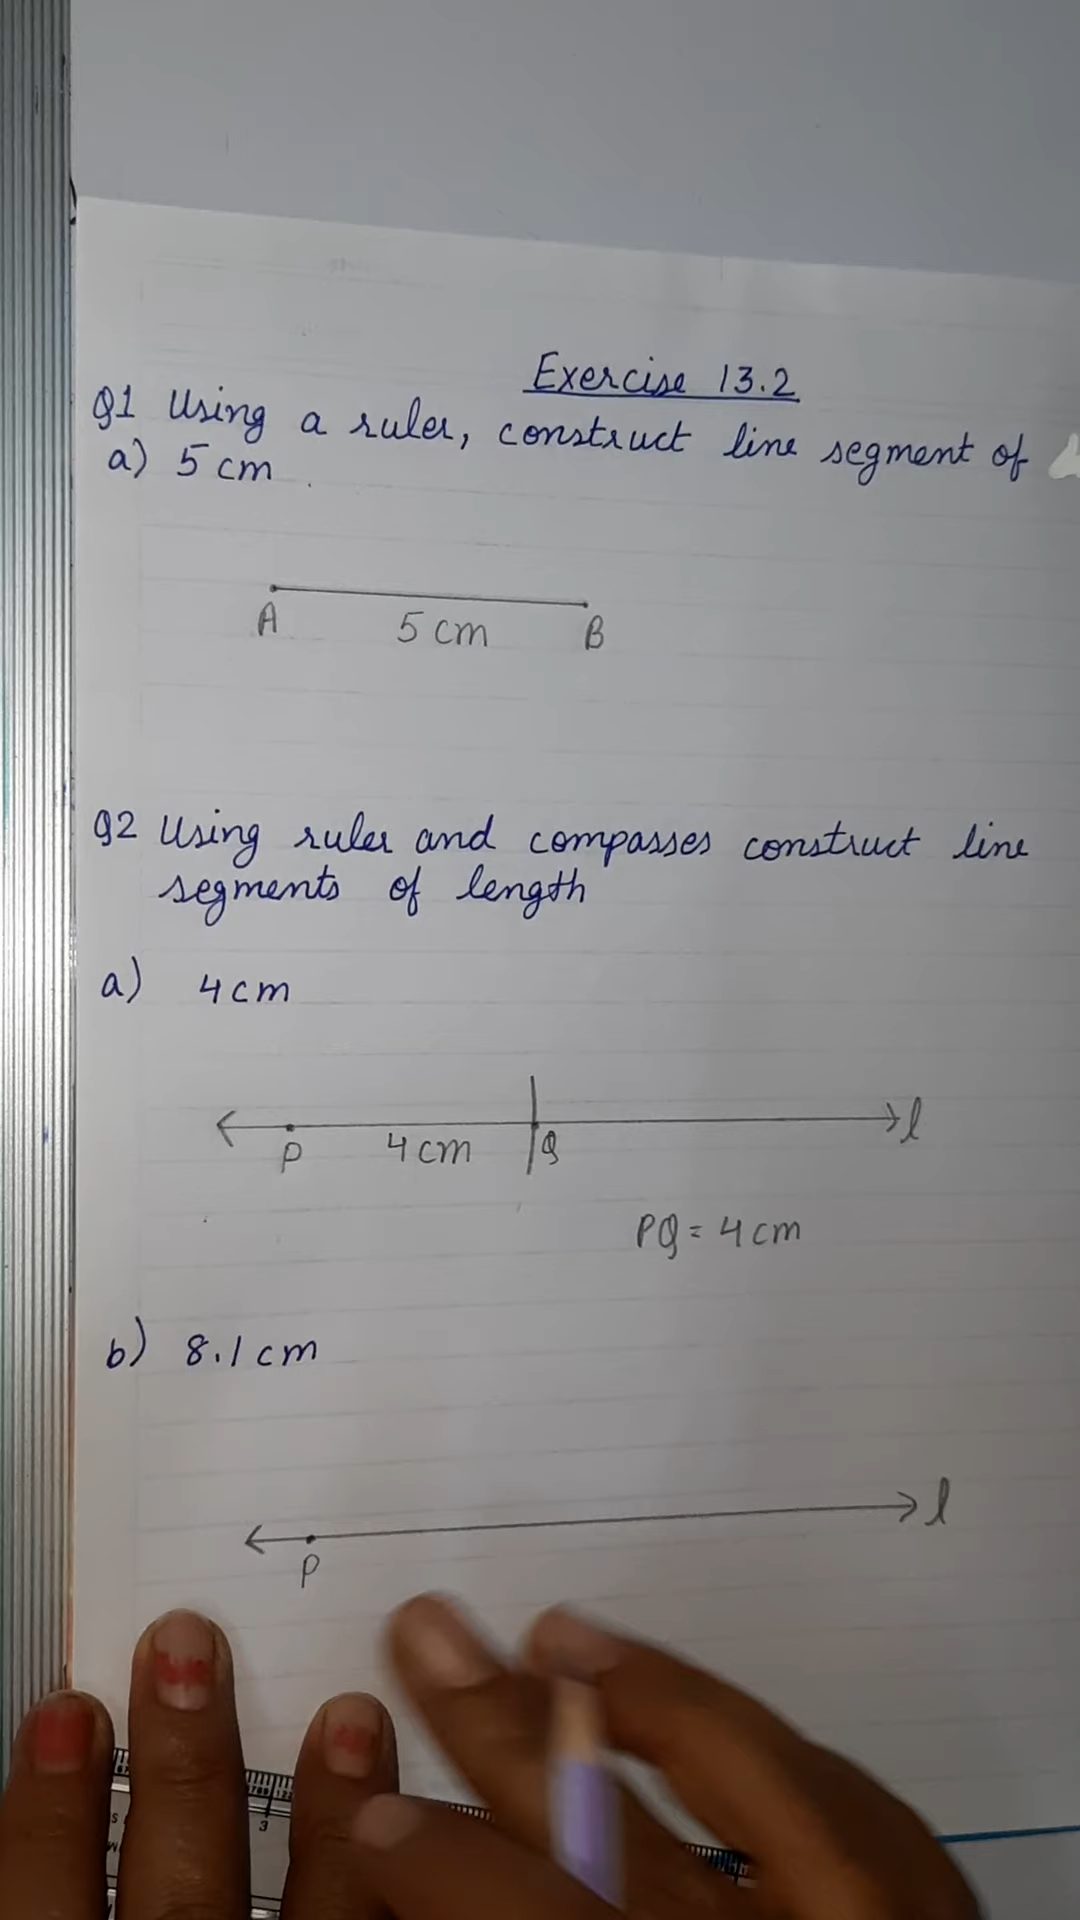 Exercise 13.2
Q1 Using a ruler, construct line segment of
a) 5 cm
A 5 cm B
Q2 Using ruler and compasses construct line
segments of length
a) 4 cm
P 4 cm Q l
PQ = 4 cm
b) 8.1 cm
l
P
3